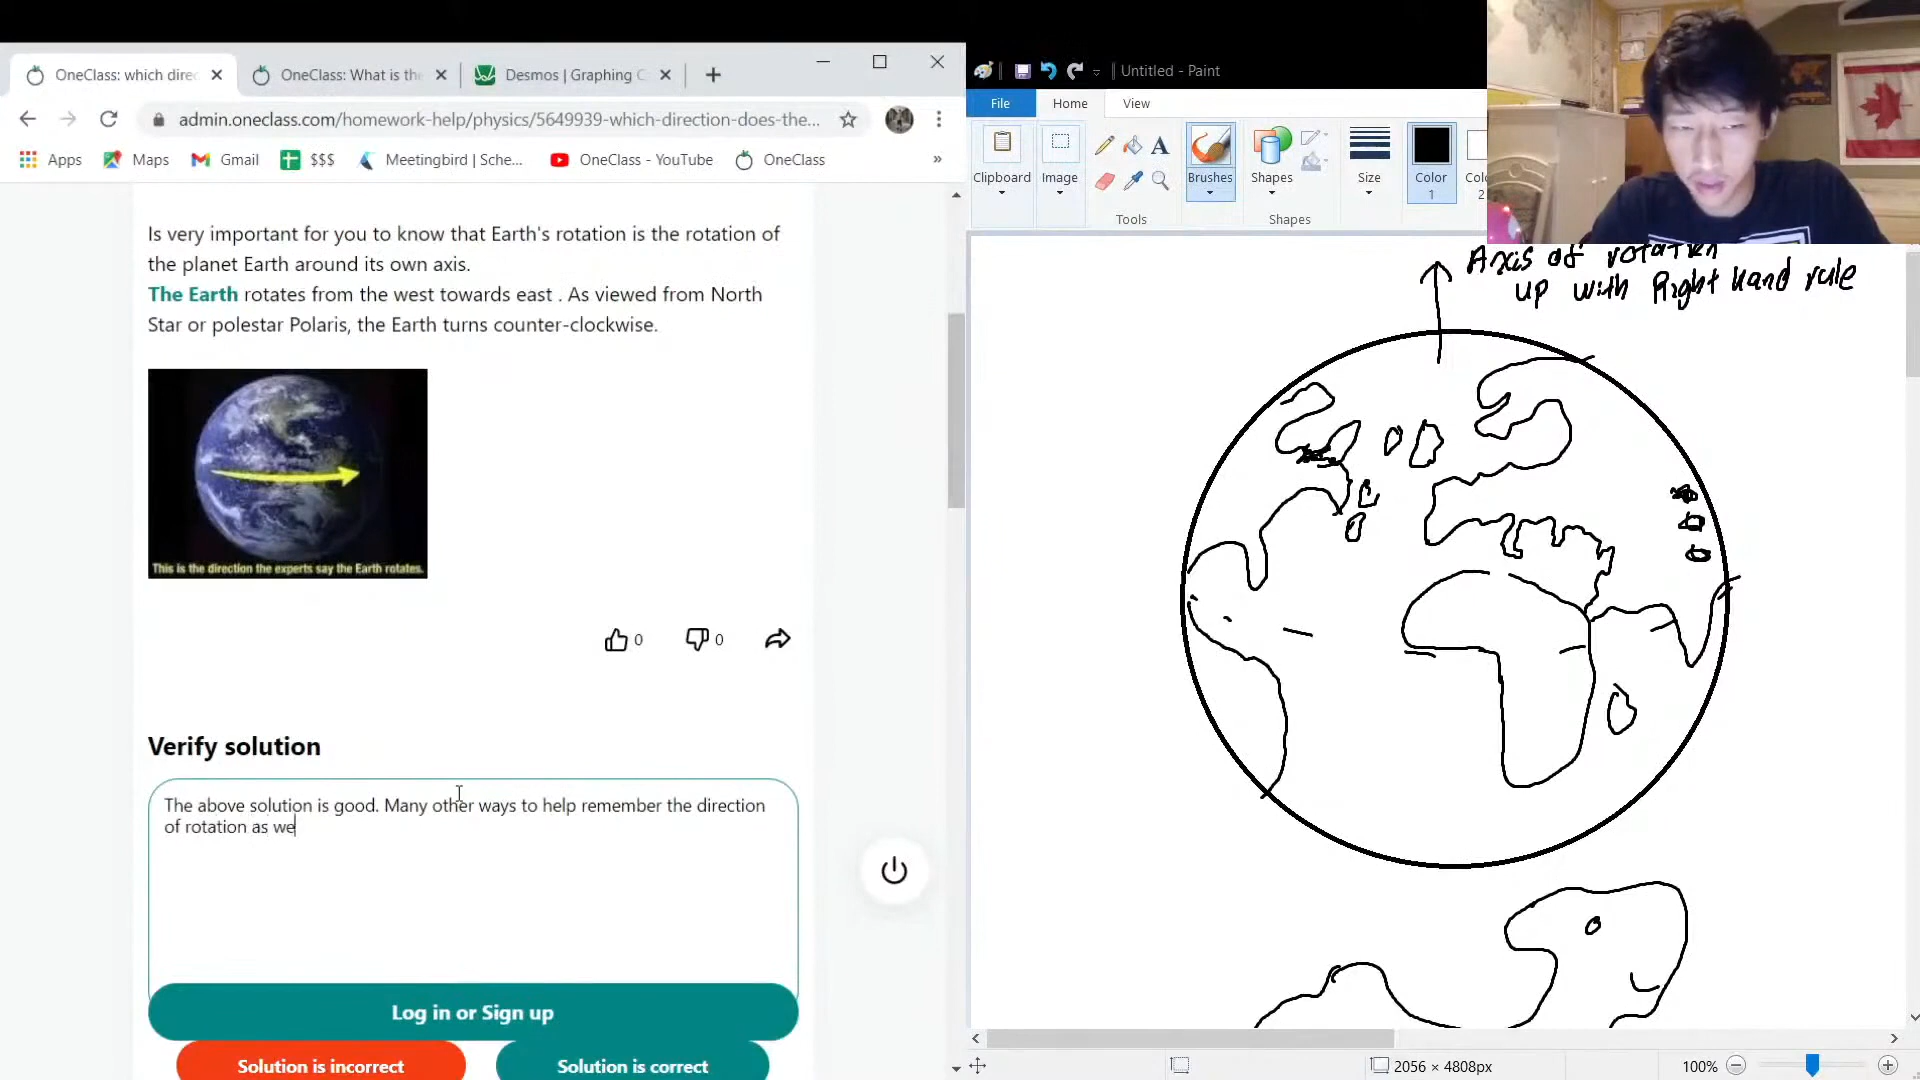 OneClass: which direc
OneClass: What is the
Desmos | Graphing C
Untitled - Paint
File
Home
View
admin.oneclass.com/homework-help/physics/5649939-which-direction-does-the...
Apps
Maps
Gmail
$$$
Meetingbird | Sche...
OneClass - YouTube
OneClass
»
Clipboard
Image
Tools
Brushes
Shapes
Shapes
Size
Color
1
Colo
2
Is very important for you to know that Earth's rotation is the rotation of
the planet Earth around its own axis.
The Earth rotates from the west towards east . As viewed from North
Star or polestar Polaris, the Earth turns counter-clockwise.
This is the direction the experts say the Earth rotates.
0
0
Axis of rotation
up with Right hand rule
Verify solution
The above solution is good. Many other ways to help remember the direction
of rotation as we
Log in or Sign up
Solution is incorrect
Solution is correct
2056 × 4808px
100%